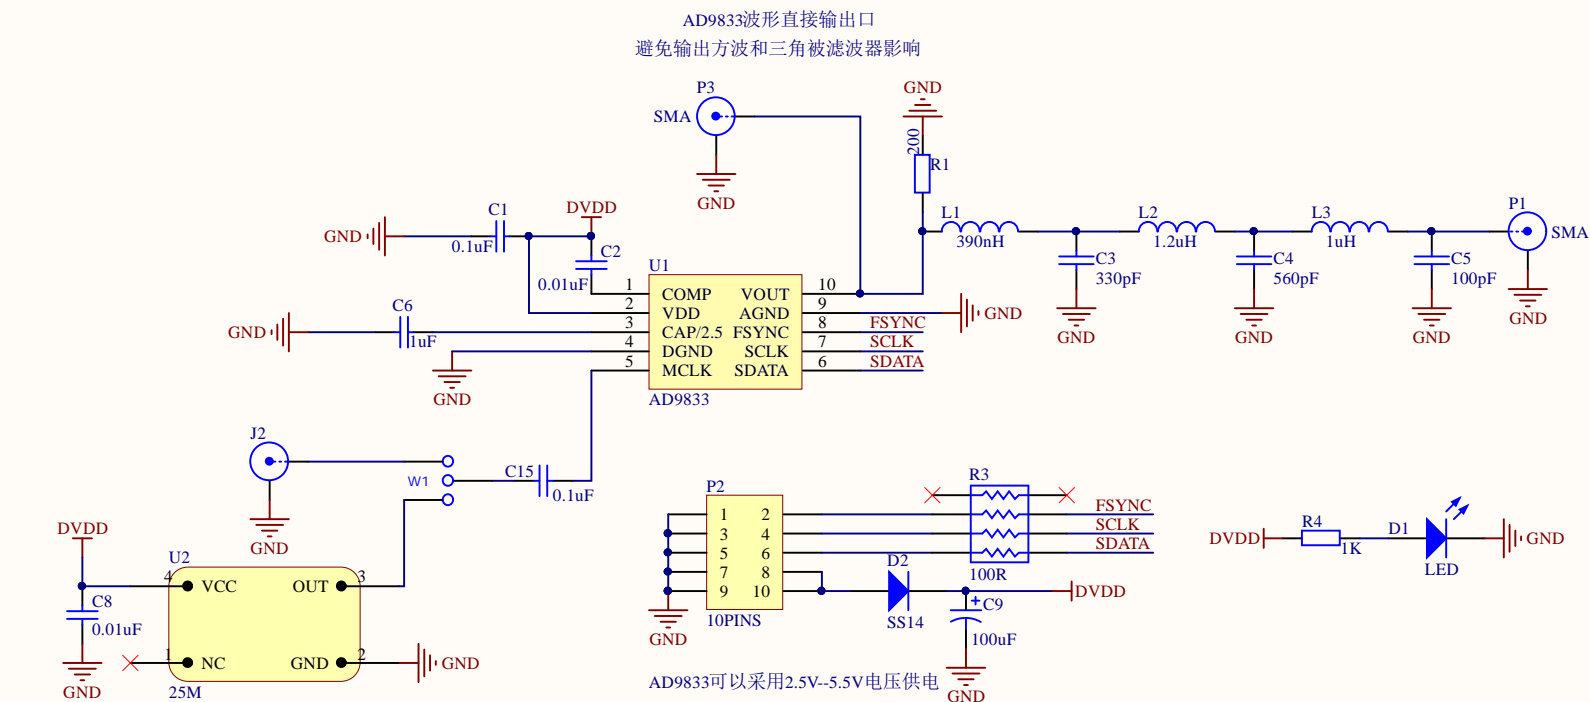 AD9833波形直接输出口
避免输出方波和三角被滤波器影响
P3
SMA
GND
GND
200
R1
L1
390nH
C3
330pF
GND
L2
1.2uH
C4
560pF
GND
L3
1uH
C5
100pF
GND
P1
SMA
GND
C1
0.1uF
GND
DVDD
C2
0.01uF
C6
1uF
GND
GND
U1
1 COMP VOUT 10
2 VDD AGND 9
3 CAP/2.5 FSYNC 8
4 DGND SCLK 7
5 MCLK SDATA 6
AD9833
GND
FSYNC
SCLK
SDATA
J2
GND
W1
C15
0.1uF
DVDD
C8
0.01uF
GND
U2
4 VCC OUT 3
1 NC GND 2
25M
GND
P2
1 2
3 4
5 6
7 8
9 10
10PINS
GND
R3
100R
FSYNC
SCLK
SDATA
D2
SS14
C9
+
100uF
DVDD
GND
AD9833可以采用2.5V--5.5V电压供电
DVDD
R4
1K
D1
LED
GND